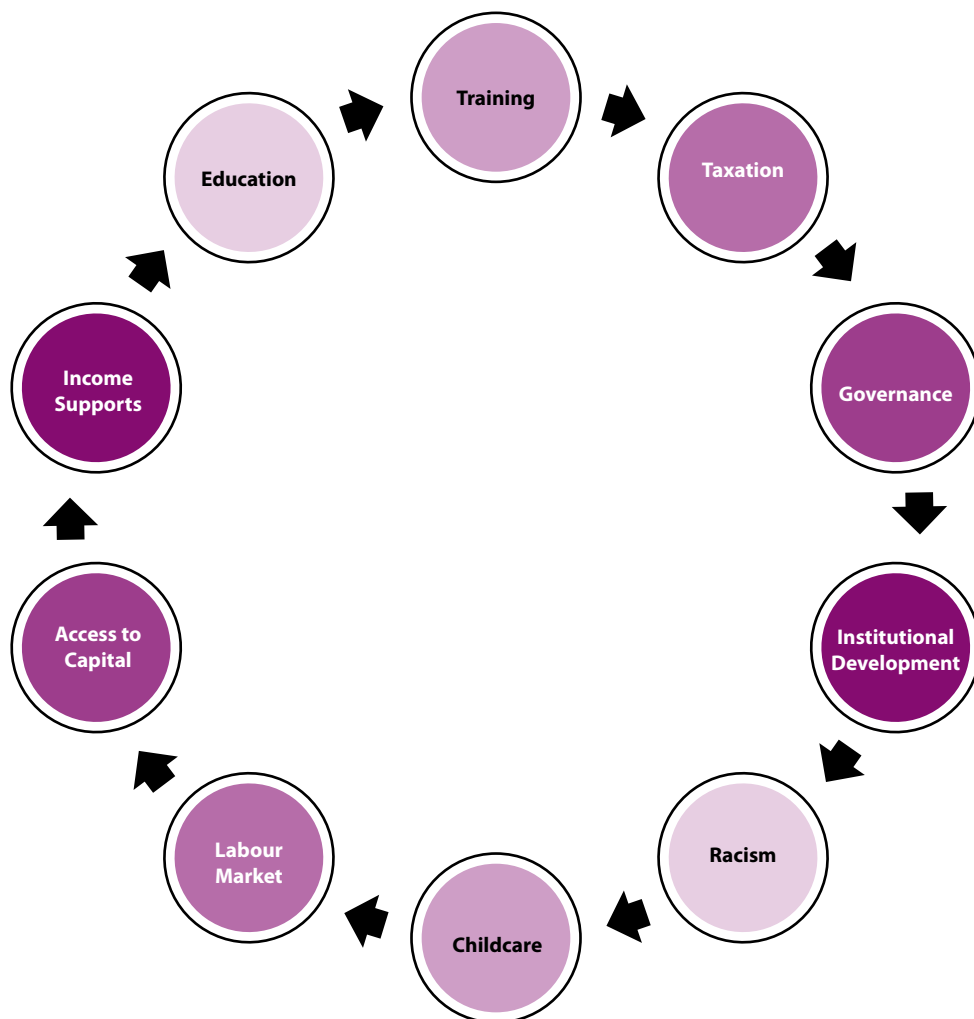 Training
Taxation
Governance
Institutional
Development
Racism
Childcare
Labour
Market
Access to
Capital
Income
Supports
Education